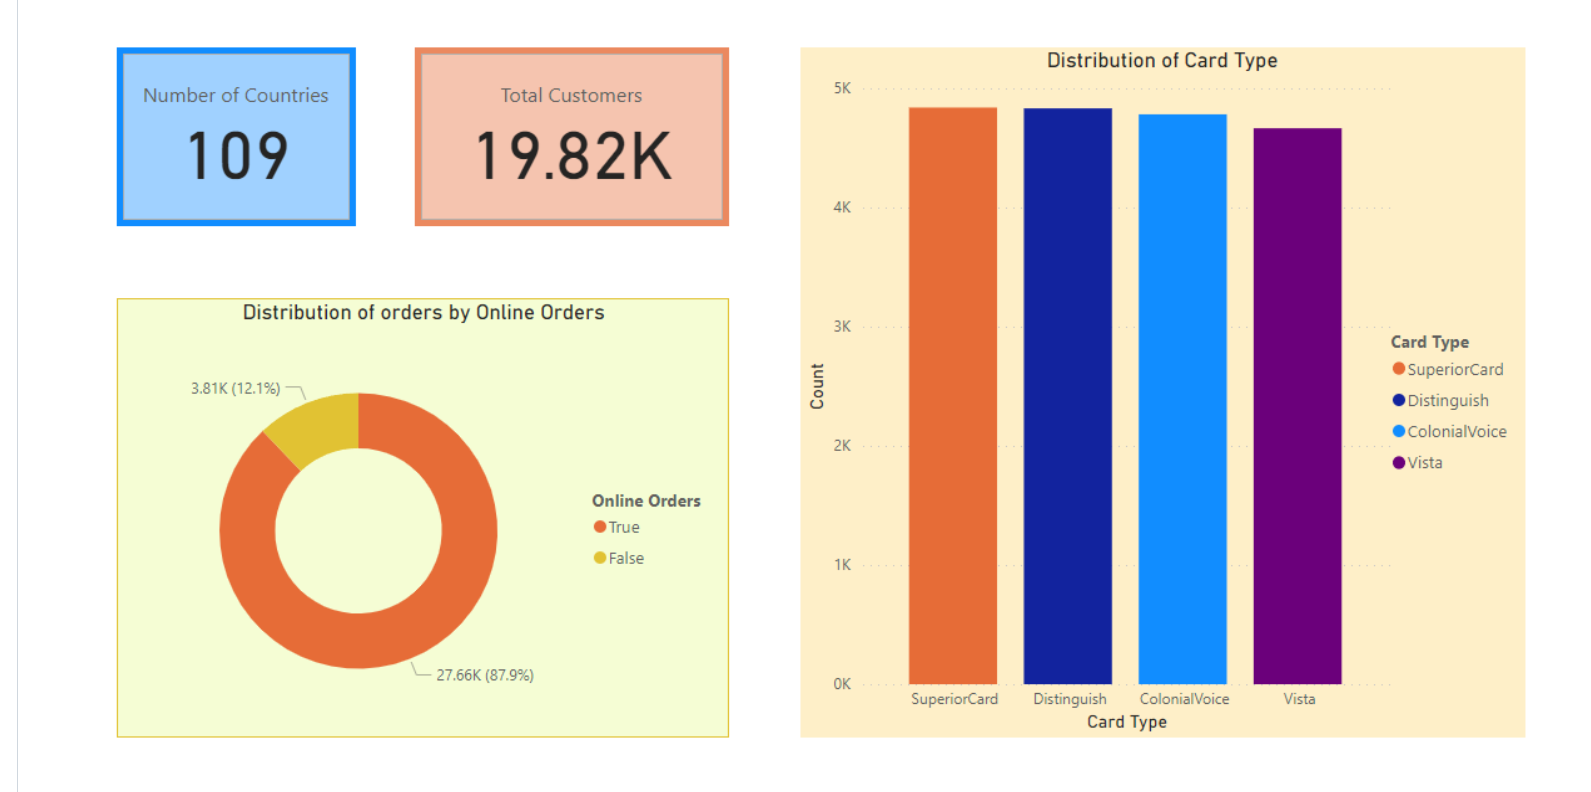 Number of Countries
109
Total Customers
19.82K
Distribution of orders by Online Orders
3.81K (12.1%)
27.66K (87.9%)
Online Orders
True
False
Distribution of Card Type
5K
4K
3K
2K
1K
0K
Count
SuperiorCard
Distinguish
ColonialVoice
Vista
Card Type
Card Type
SuperiorCard
Distinguish
ColonialVoice
Vista